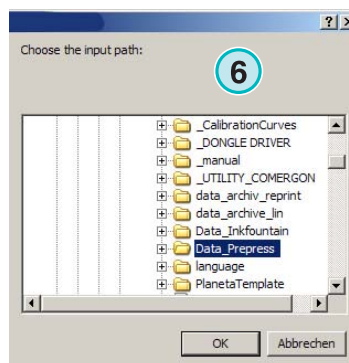 Choose the input path:
6
_CalibrationCurves
_DONGLE DRIVER
_manual
_UTILITY_COMERGON
data_archiv_reprint
data_archive_lin
Data_Inkfountain
Data_Prepress
language
PlanetaTemplate
OK Abbrechen